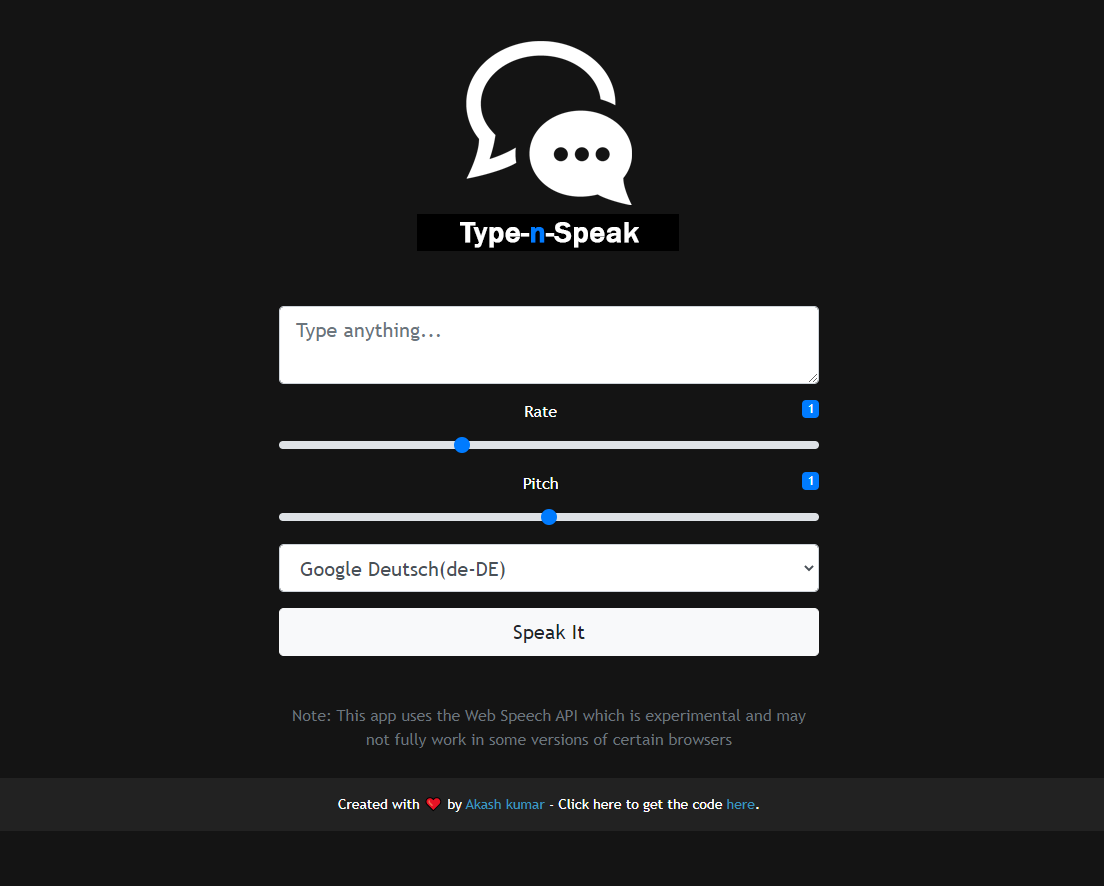 Type-n-Speak
Type anything...
Rate
1
Pitch
1
Google Deutsch(de-DE)
Speak It
Note: This app uses the Web Speech API which is experimental and may
not fully work in some versions of certain browsers
Created with ❤ by Akash kumar - Click here to get the code here.